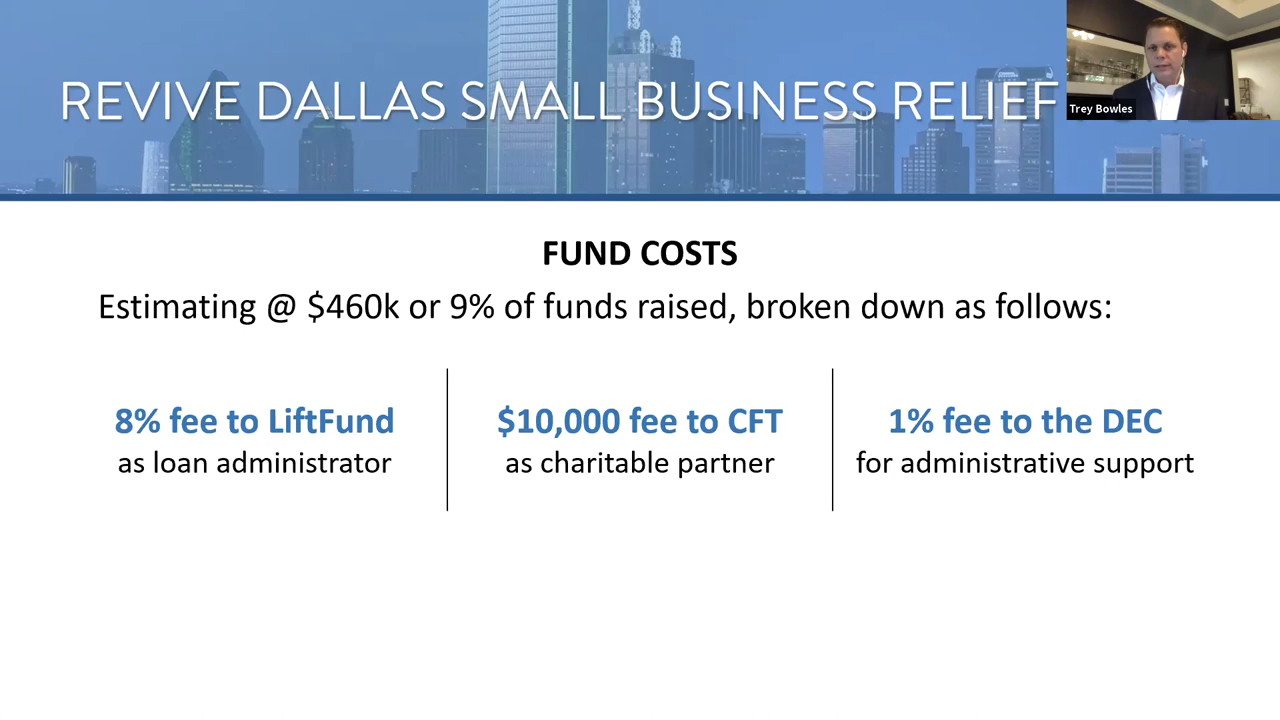 REVIVE DALLAS SMALL BUSINESS RELIEF
Trey Bowles
FUND COSTS
Estimating @ $460k or 9% of funds raised, broken down as follows:
8% fee to LiftFund
as loan administrator
$10,000 fee to CFT
as charitable partner
1% fee to the DEC
for administrative support